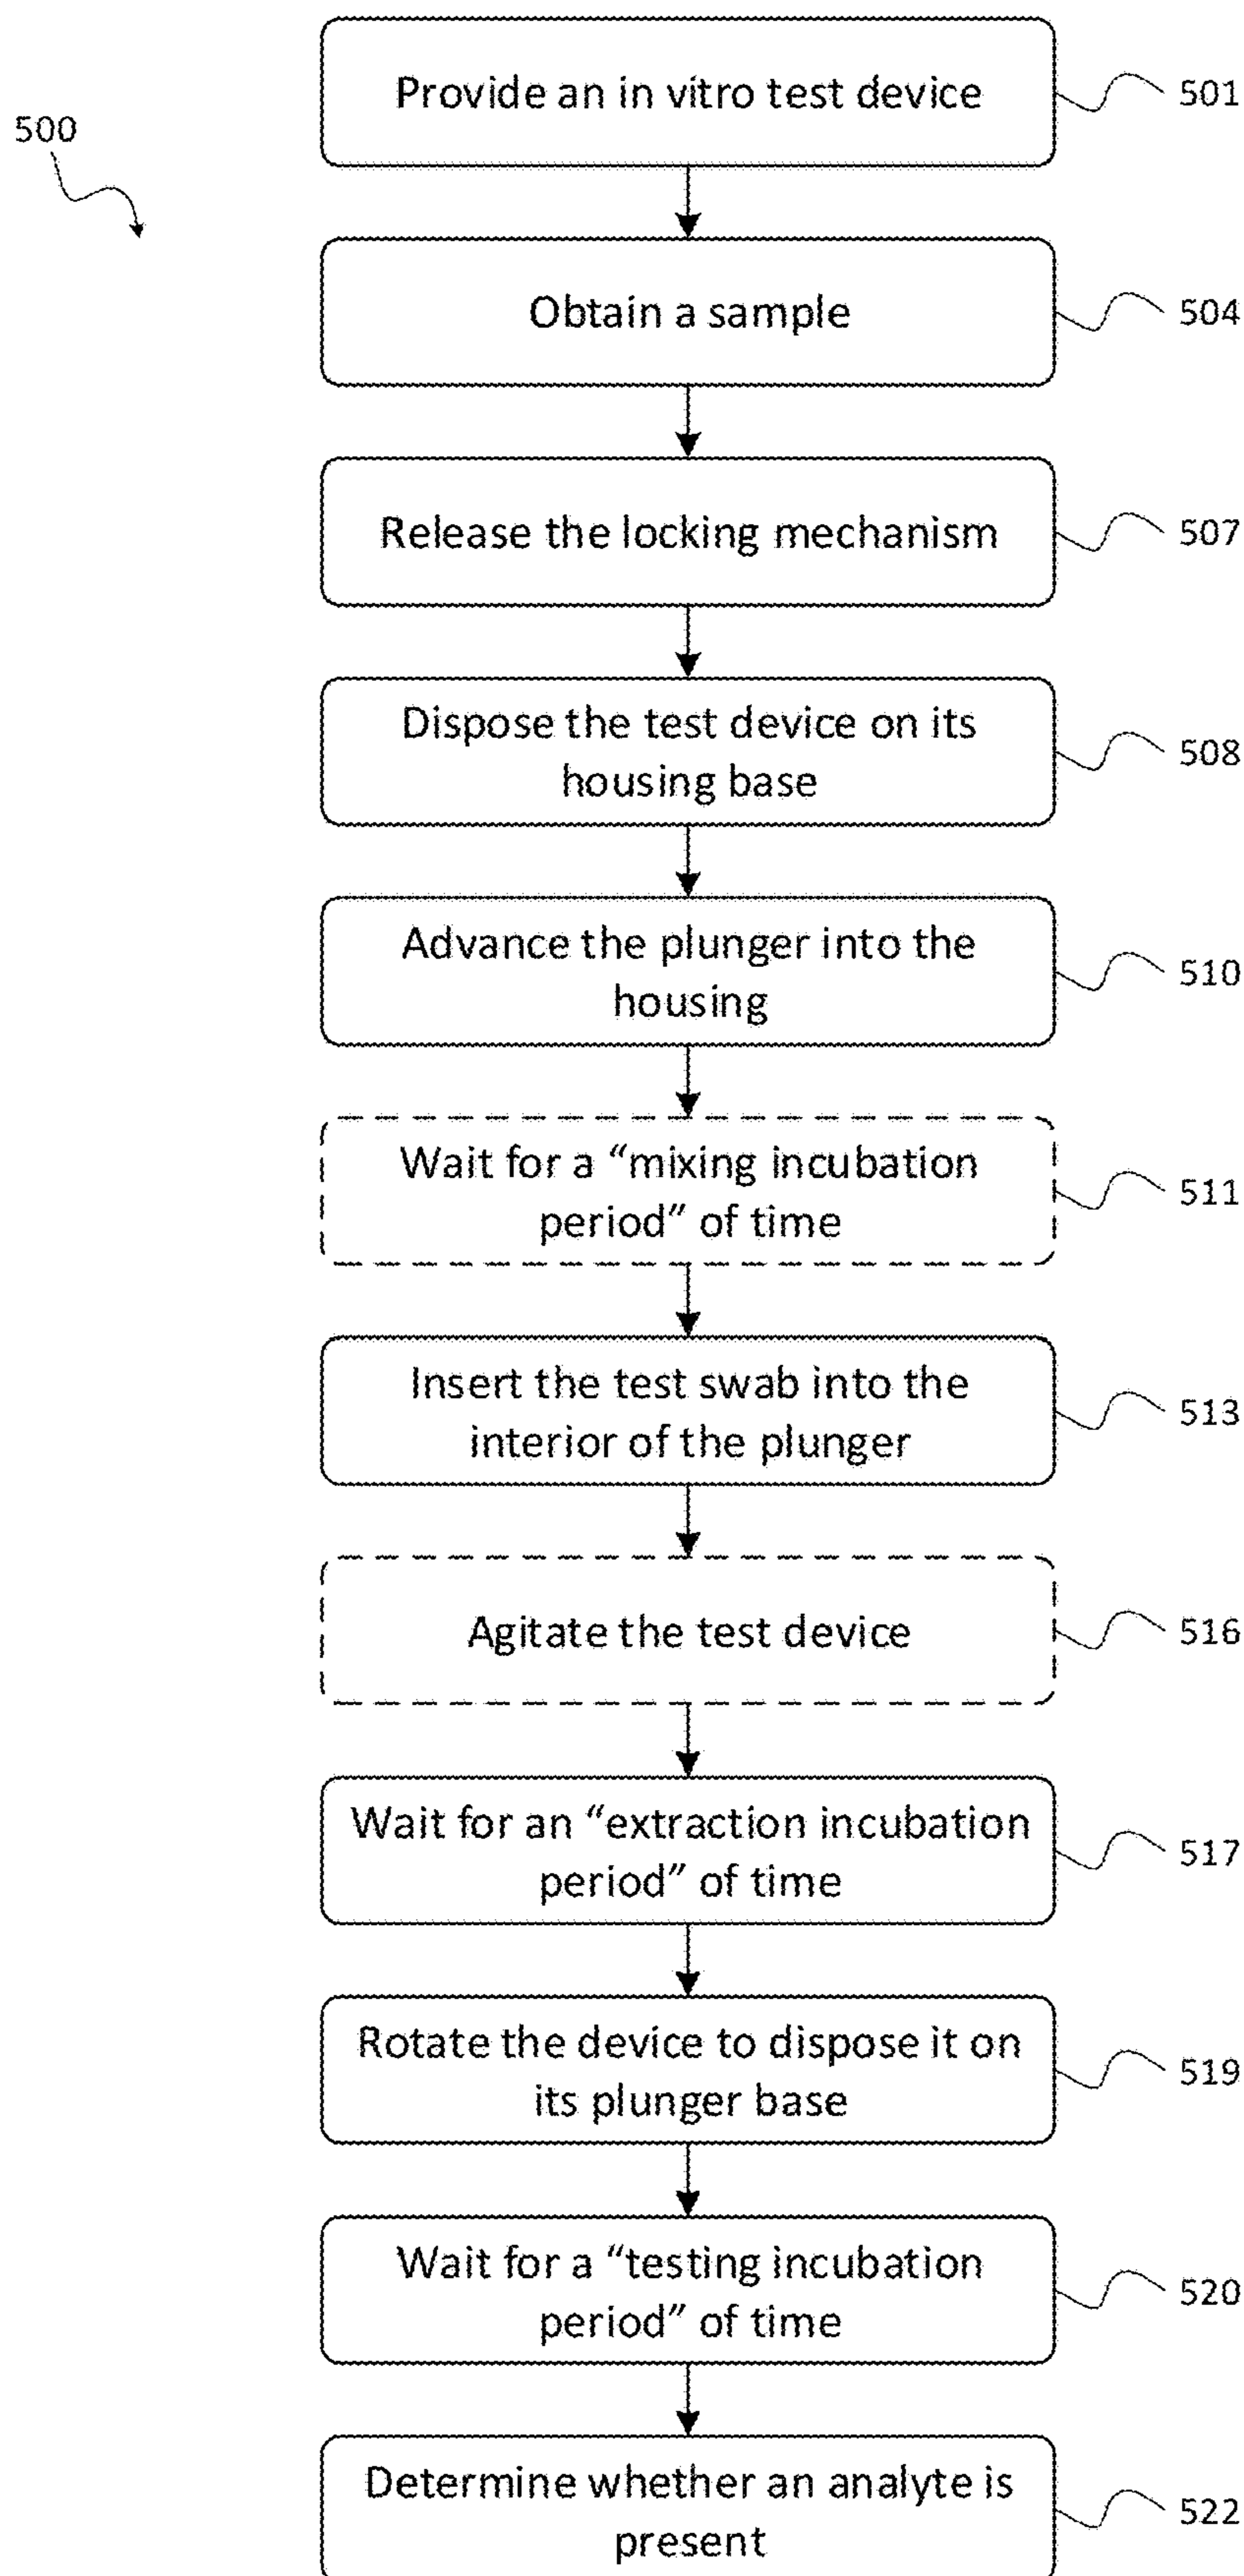 Provide an in vitro test device
501
500
Obtain a sample
504
Release the locking mechanism
507
Dispose the test device on its
housing base
508
Advance the plunger into the
housing
510
Wait for a “mixing incubation
period” of time
511
Insert the test swab into the
interior of the plunger
513
Agitate the test device
516
Wait for an “extraction incubation
period” of time
517
Rotate the device to dispose it on
its plunger base
519
Wait for a “testing incubation
period” of time
520
Determine whether an analyte is
present
522